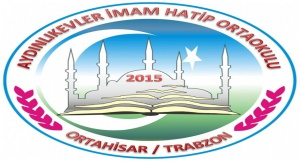 AYDINLIKEVLER İMAM HATİP ORTAOKULU
2015
ORTAHİSAR / TRABZON